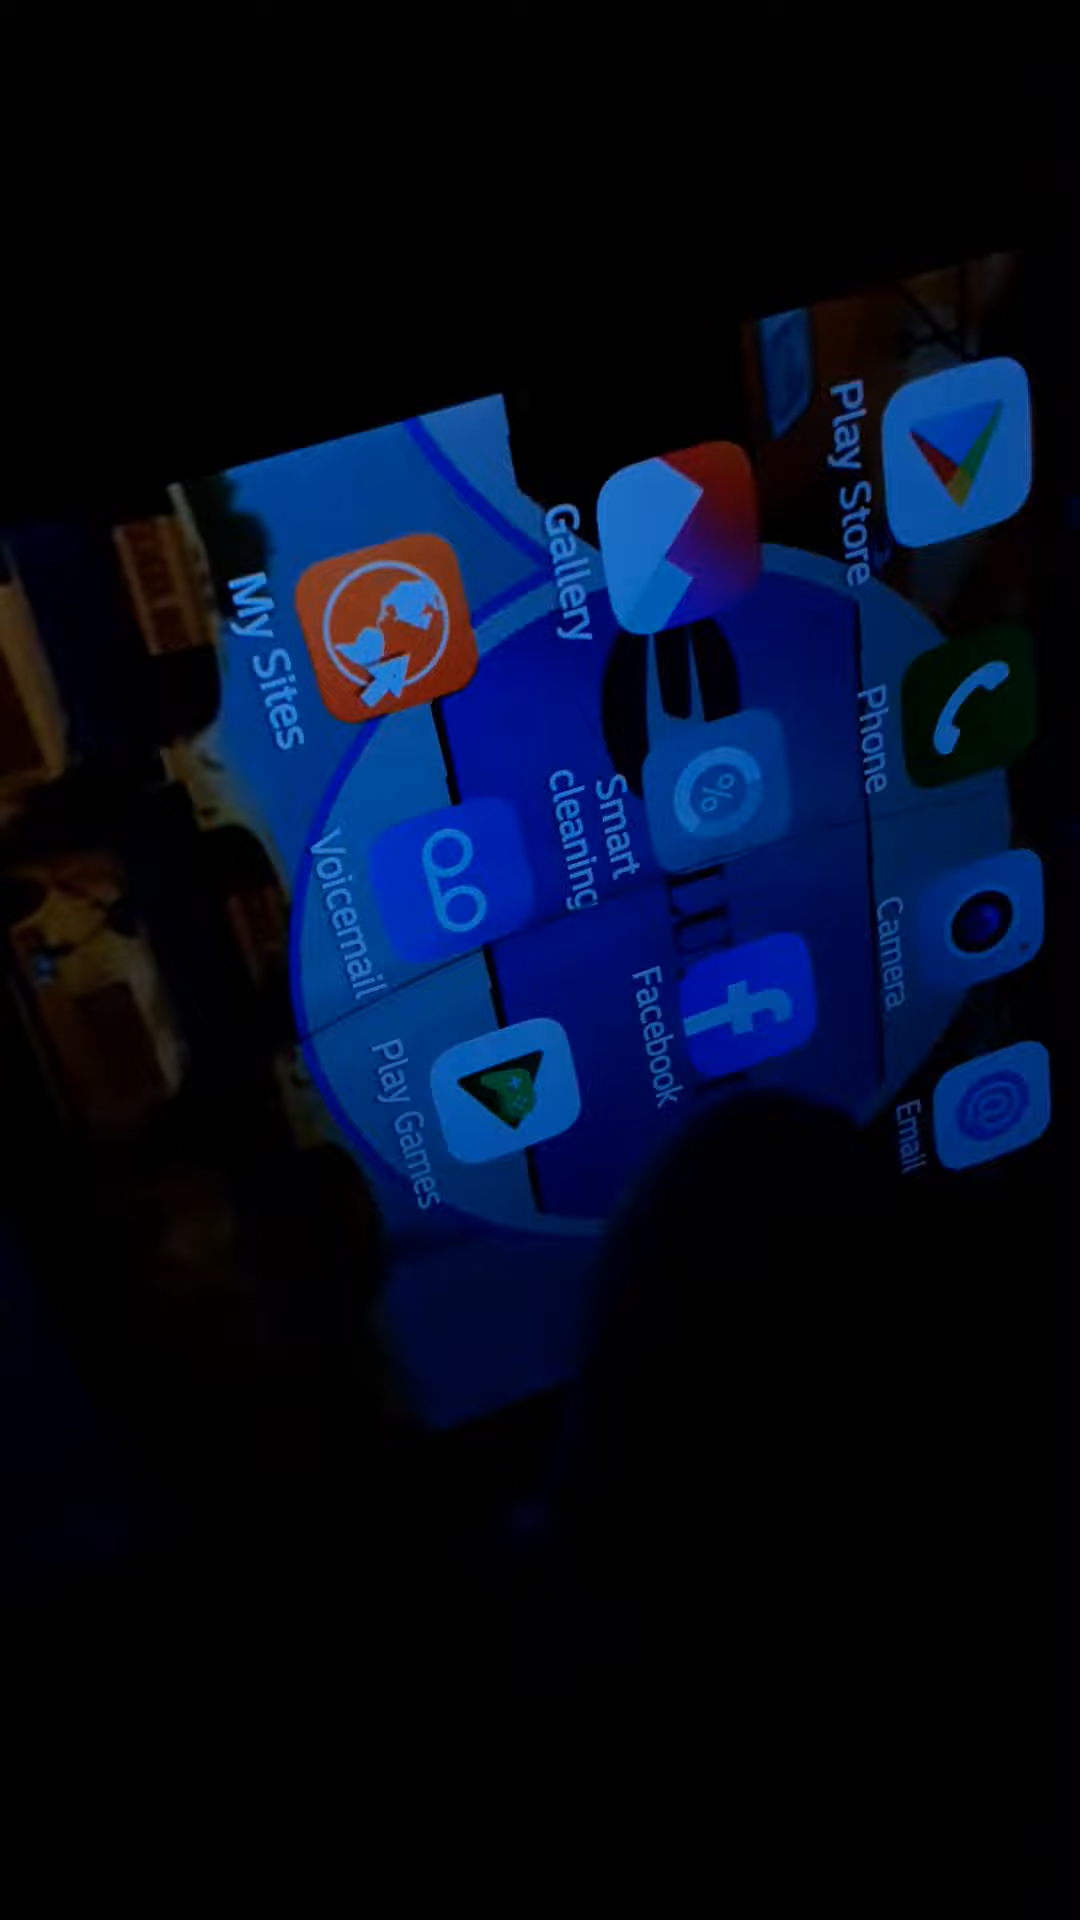 My Sites
Voicemail
Play Games
Gallery
Smart
cleaning
Facebook
Play Store
Phone
Camera
Email